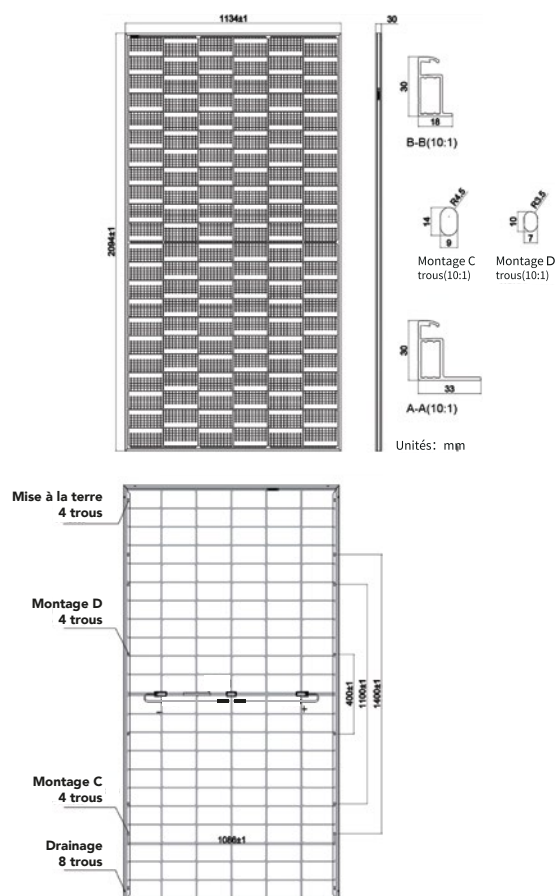 1134±1
30
2094±1
30
18
B-B(10:1)
R4.5
14
9
Montage C
trous(10:1)
R3.5
10
7
Montage D
trous(10:1)
30
33
A-A(10:1)
Unités: mm
Mise à la terre
4 trous
Montage D
4 trous
400±1
1100±1
1400±1
-
+
Montage C
4 trous
1086±1
Drainage
8 trous